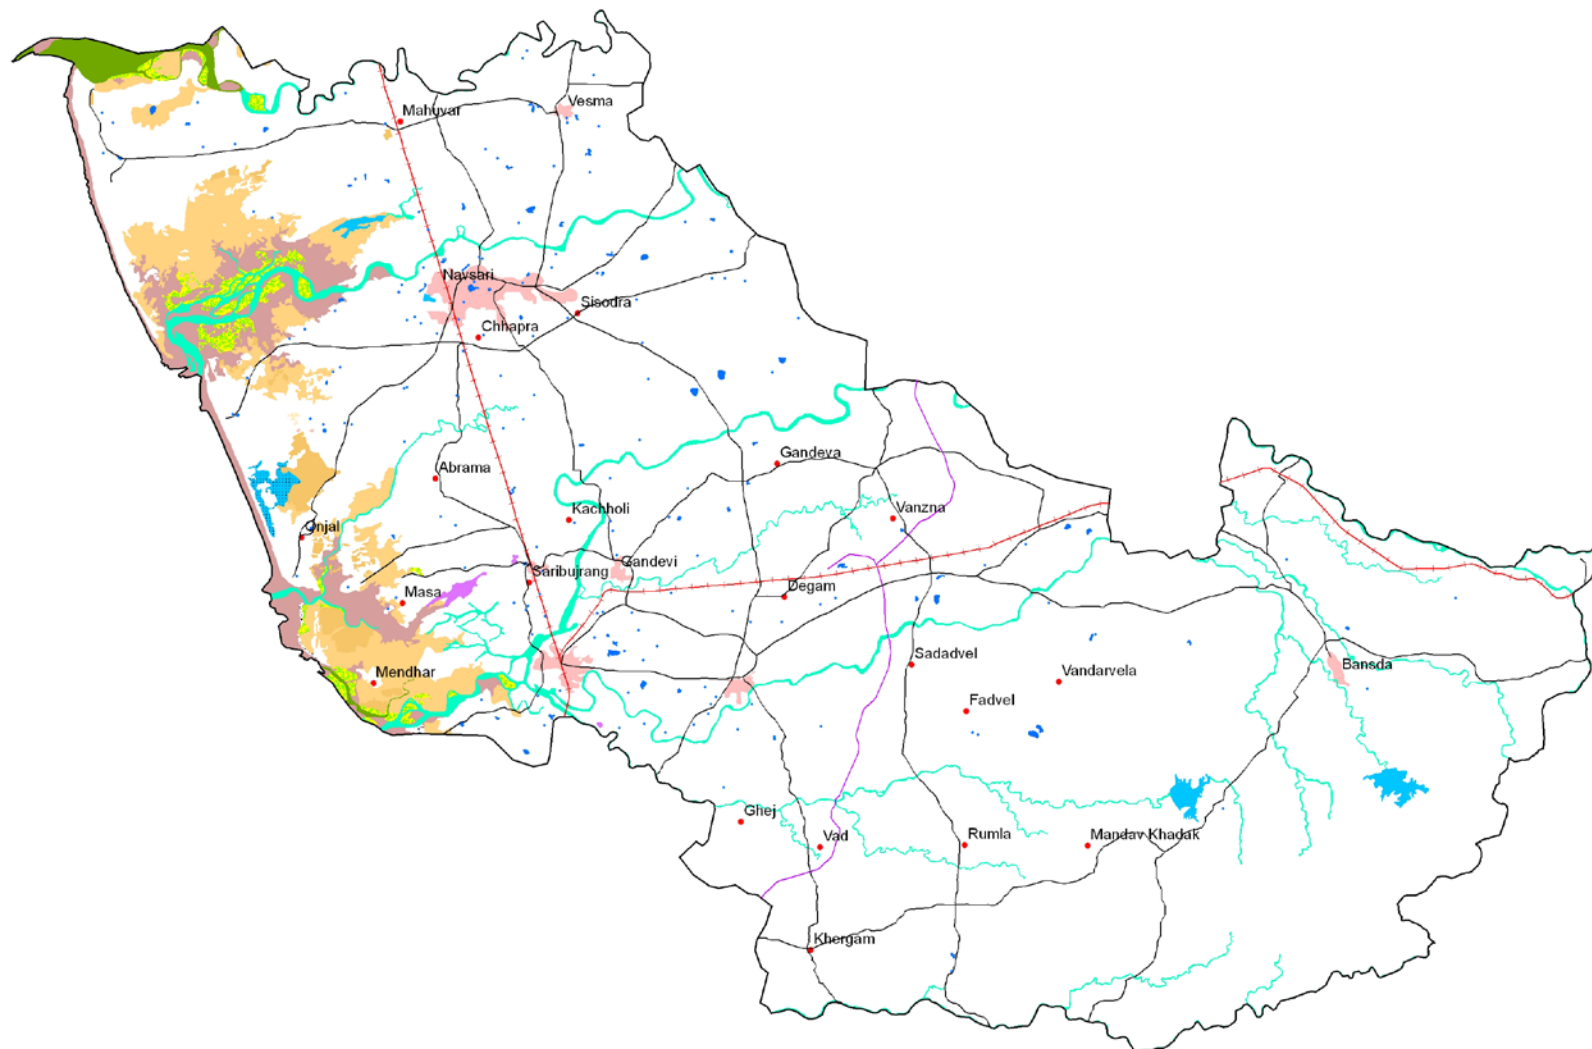 Vesma
Mahuvar
Navsari
Sisodra
Chhapra
Gandeva
Abrama
Kachholi
Vanzna
Onjal
Gandevi
Saribujrang
Degam
Masa
Sadadvel
Bansda
Vandarvela
Mendhar
Fadvel
Ghej
Vad
Rumla
Mandav Khadak
Khergam